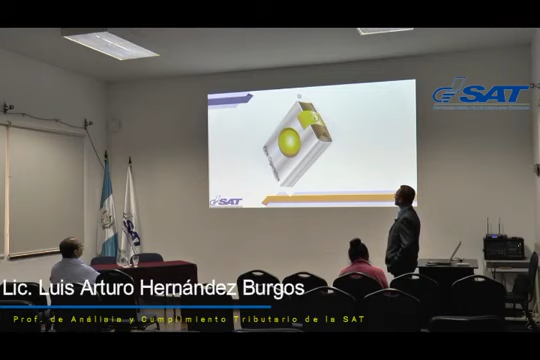 SAT
SAT
Lic. Luis Arturo Hernández Burgos
Prof. de Análisis y Cumplimiento Tributario de la SAT